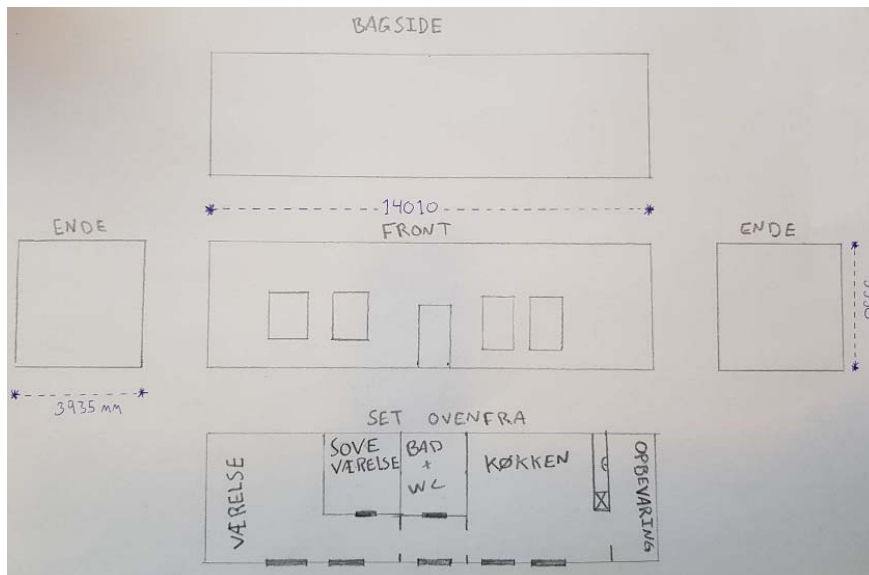 BAGSIDE
14010
ENDE
FRONT
ENDE
3935 mm
SET OVENFRA
VÆRELSE
SOVE
VÆRELSE
BAD
+
WC
KØKKEN
OPBEVARING